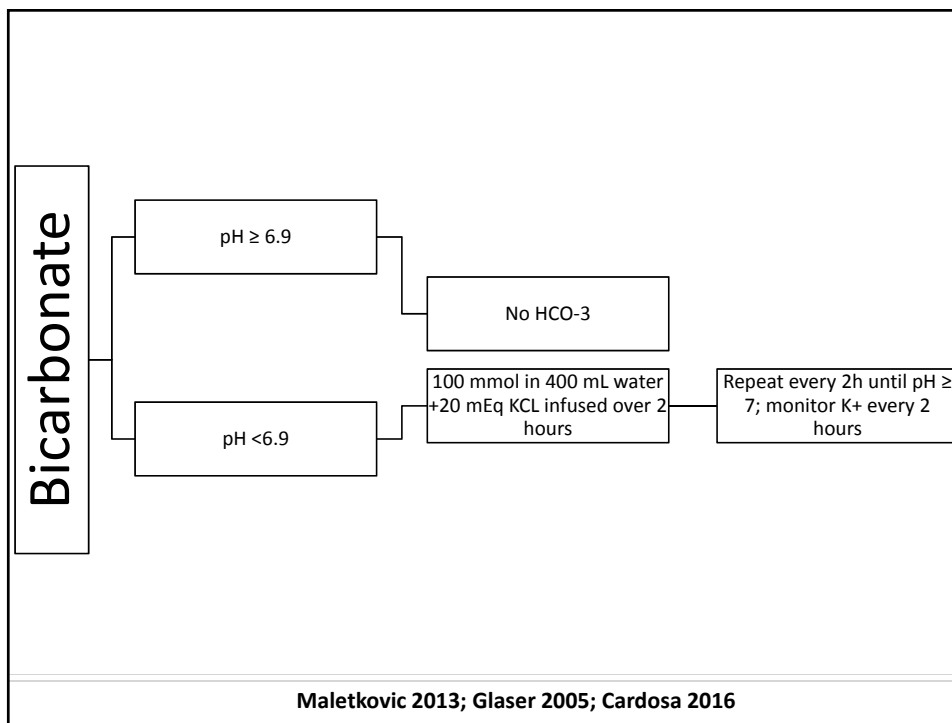 Bicarbonate
pH ≥ 6.9
No HCO-3
pH <6.9
100 mmol in 400 mL water
+20 mEq KCL infused over 2
hours
Repeat every 2h until pH ≥
7; monitor K+ every 2
hours
Maletkovic 2013; Glaser 2005; Cardosa 2016